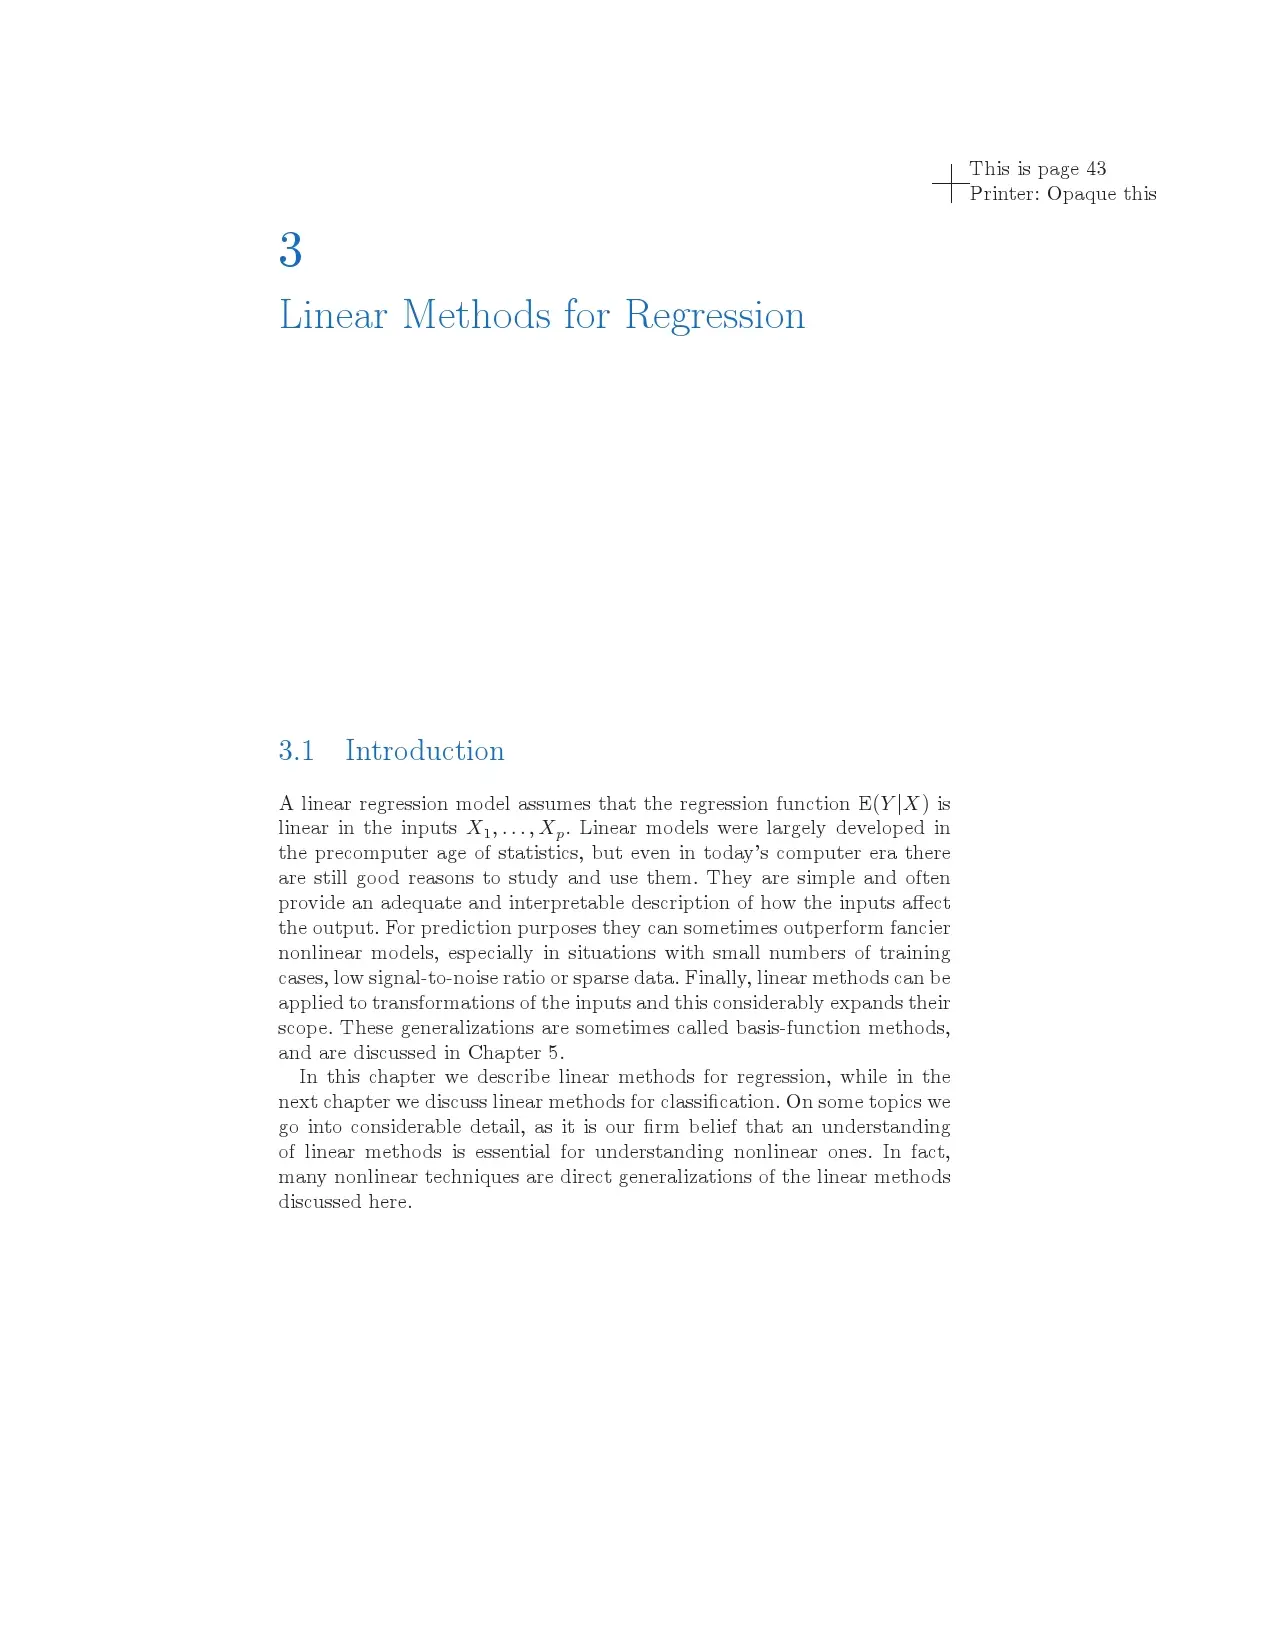 This is page 43
Printer: Opaque this
3
Linear Methods for Regression
3.1 Introduction
A linear regression model assumes that the regression function E(Y|X) is
linear in the inputs X₁, . . . , Xₚ. Linear models were largely developed in
the precomputer age of statistics, but even in today's computer era there
are still good reasons to study and use them. They are simple and often
provide an adequate and interpretable description of how the inputs affect
the output. For prediction purposes they can sometimes outperform fancier
nonlinear models, especially in situations with small numbers of training
cases, low signal-to-noise ratio or sparse data. Finally, linear methods can be
applied to transformations of the inputs and this considerably expands their
scope. These generalizations are sometimes called basis-function methods,
and are discussed in Chapter 5.
In this chapter we describe linear methods for regression, while in the
next chapter we discuss linear methods for classification. On some topics we
go into considerable detail, as it is our firm belief that an understanding
of linear methods is essential for understanding nonlinear ones. In fact,
many nonlinear techniques are direct generalizations of the linear methods
discussed here.